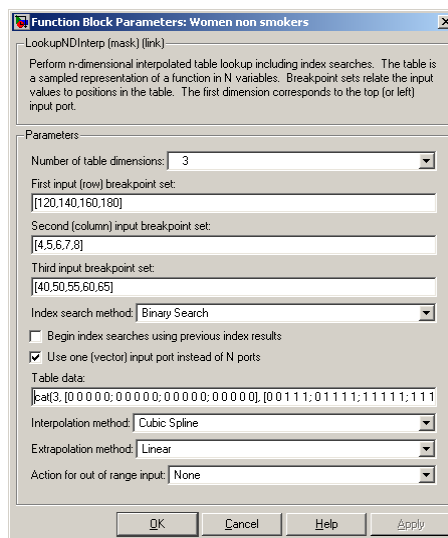 Function Block Parameters: Women non smokers
LookupNDInterp (mask) (link)
Perform n-dimensional interpolated table lookup including index searches. The table is
a sampled representation of a function in N variables. Breakpoint sets relate the input
values to positions in the table. The first dimension corresponds to the top (or left)
input port.
Parameters
Number of table dimensions: 3
First input (row) breakpoint set:
[120,140,160,180]
Second (column) input breakpoint set:
[4,5,6,7,8]
Third input breakpoint set:
[40,50,55,60,65]
Index search method: Binary Search
Begin index searches using previous index results
Use one (vector) input port instead of N ports
Table data:
cat(3, [0 0 0 0 0; 0 0 0 0 0; 0 0 0 0 0; 0 0 0 0 0], [0 0 1 1 1; 0 1 1 1 1; 1 1 1 1 1; 1 1 1
Interpolation method: Cubic Spline
Extrapolation method: Linear
Action for out of range input: None
OK Cancel Help Apply